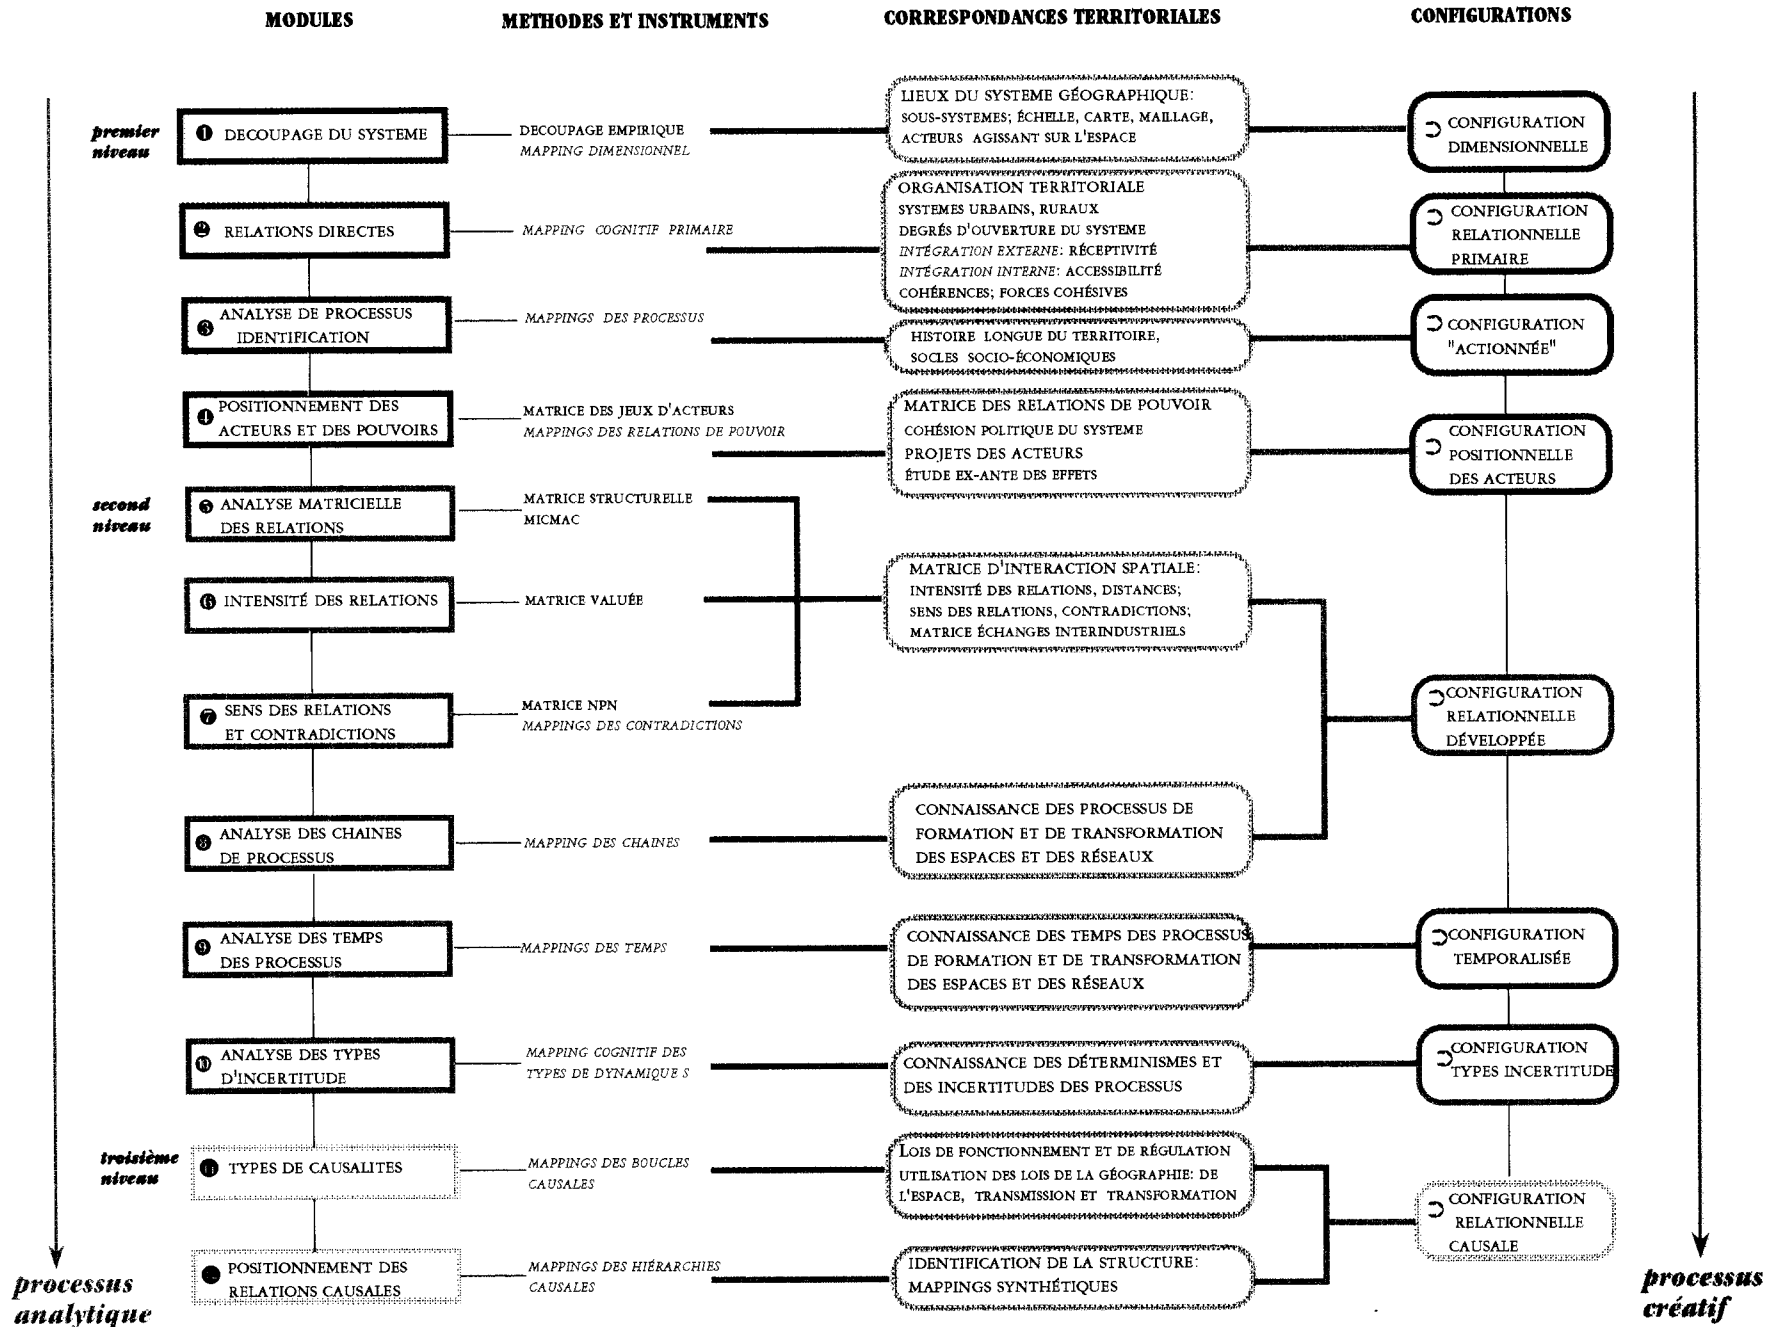 MODULES
METHODES ET INSTRUMENTS
CORRESPONDANCES TERRITORIALES
CONFIGURATIONS
premier
niveau
1 DECOUPAGE DU SYSTEME
DECOUPAGE EMPIRIQUE
MAPPING DIMENSIONNEL
LIEUX DU SYSTEME GÉOGRAPHIQUE:
SOUS-SYSTEMES; ÉCHELLE, CARTE, MAILLAGE,
ACTEURS AGISSANT SUR L'ESPACE
CONFIGURATION
DIMENSIONNELLE
2 RELATIONS DIRECTES
MAPPING COGNITIF PRIMAIRE
ORGANISATION TERRITORIALE
SYSTEMES URBAINS, RURAUX
DEGRÉS D'OUVERTURE DU SYSTEME
INTÉGRATION EXTERNE: RÉCEPTIVITÉ
INTÉGRATION INTERNE: ACCESSIBILITÉ
COHÉRENCES; FORCES COHÉSIVES
CONFIGURATION
RELATIONNELLE
PRIMAIRE
3 ANALYSE DE PROCESSUS
IDENTIFICATION
MAPPINGS DES PROCESSUS
HISTOIRE LONGUE DU TERRITOIRE,
SOCLES SOCIO-ÉCONOMIQUES
CONFIGURATION
"ACTIONNÉE"
4 POSITIONNEMENT DES
ACTEURS ET DES POUVOIRS
MATRICE DES JEUX D'ACTEURS
MAPPINGS DES RELATIONS DE POUVOIR
MATRICE DES RELATIONS DE POUVOIR
COHÉSION POLITIQUE DU SYSTEME
PROJETS DES ACTEURS
ÉTUDE EX-ANTE DES EFFETS
CONFIGURATION
POSITIONNELLE
DES ACTEURS
second
niveau
5 ANALYSE MATRICIELLE
DES RELATIONS
MATRICE STRUCTURELLE
MICMAC
6 INTENSITÉ DES RELATIONS
MATRICE VALUÉE
MATRICE D'INTERACTION SPATIALE:
INTENSITÉ DES RELATIONS, DISTANCES;
SENS DES RELATIONS, CONTRADICTIONS;
MATRICE ÉCHANGES INTERINDUSTRIELS
7 SENS DES RELATIONS
ET CONTRADICTIONS
MATRICE NPN
MAPPINGS DES CONTRADICTIONS
CONFIGURATION
RELATIONNELLE
DÉVELOPPÉE
8 ANALYSE DES CHAINES
DE PROCESSUS
MAPPING DES CHAINES
CONNAISSANCE DES PROCESSUS DE
FORMATION ET DE TRANSFORMATION
DES ESPACES ET DES RÉSEAUX
9 ANALYSE DES TEMPS
DES PROCESSUS
MAPPINGS DES TEMPS
CONNAISSANCE DES TEMPS DES PROCESSUS
DE FORMATION ET DE TRANSFORMATION
DES ESPACES ET DES RÉSEAUX
CONFIGURATION
TEMPORALISÉE
10 ANALYSE DES TYPES
D'INCERTITUDE
MAPPING COGNITIF DES
TYPES DE DYNAMIQUE S
CONNAISSANCE DES DÉTERMINISMES ET
DES INCERTITUDES DES PROCESSUS
CONFIGURATION
TYPES INCERTITUDE
troisième
niveau
11 TYPES DE CAUSALITES
MAPPINGS DES BOUCLES
CAUSALES
LOIS DE FONCTIONNEMENT ET DE RÉGULATION
UTILISATION DES LOIS DE LA GÉOGRAPHIE: DE
L'ESPACE, TRANSMISSION ET TRANSFORMATION
CONFIGURATION
RELATIONNELLE
CAUSALE
POSITIONNEMENT DES
RELATIONS CAUSALES
MAPPINGS DES HIÉRARCHIES
CAUSALES
IDENTIFICATION DE LA STRUCTURE:
MAPPINGS SYNTHÉTIQUES
processus
analytique
processus
créatif